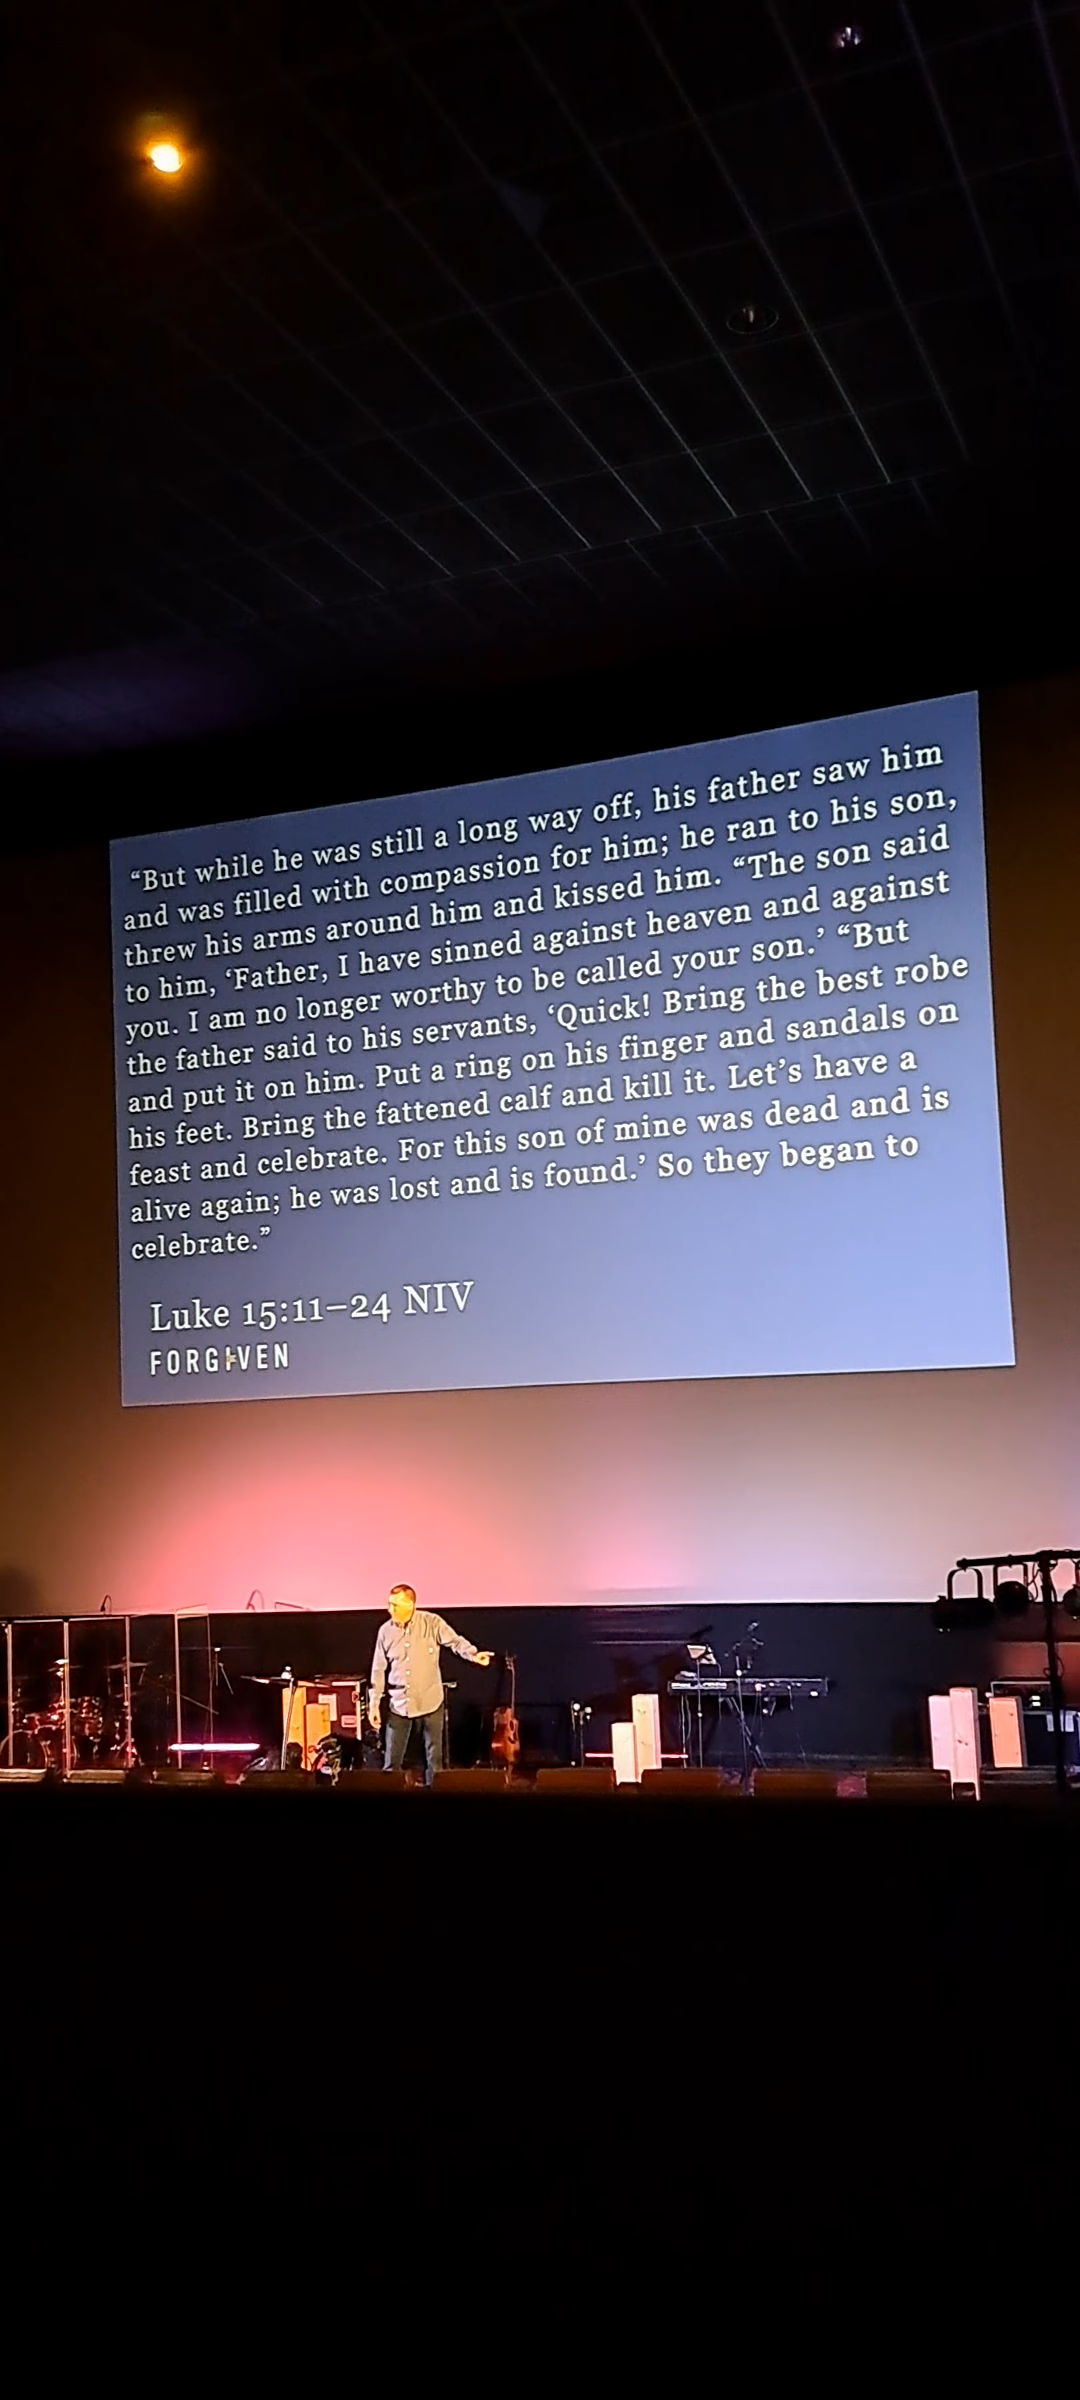 “But while he was still a long way off, his father saw him
and was filled with compassion for him; he ran to his son,
threw his arms around him and kissed him. “The son said
to him, ‘Father, I have sinned against heaven and against
you. I am no longer worthy to be called your son.’ “But
the father said to his servants, ‘Quick! Bring the best robe
and put it on him. Put a ring on his finger and sandals on
his feet. Bring the fattened calf and kill it. Let’s have a
feast and celebrate. For this son of mine was dead and is
alive again; he was lost and is found.’ So they began to
celebrate.”
Luke 15:11–24 NIV
FORGIVEN